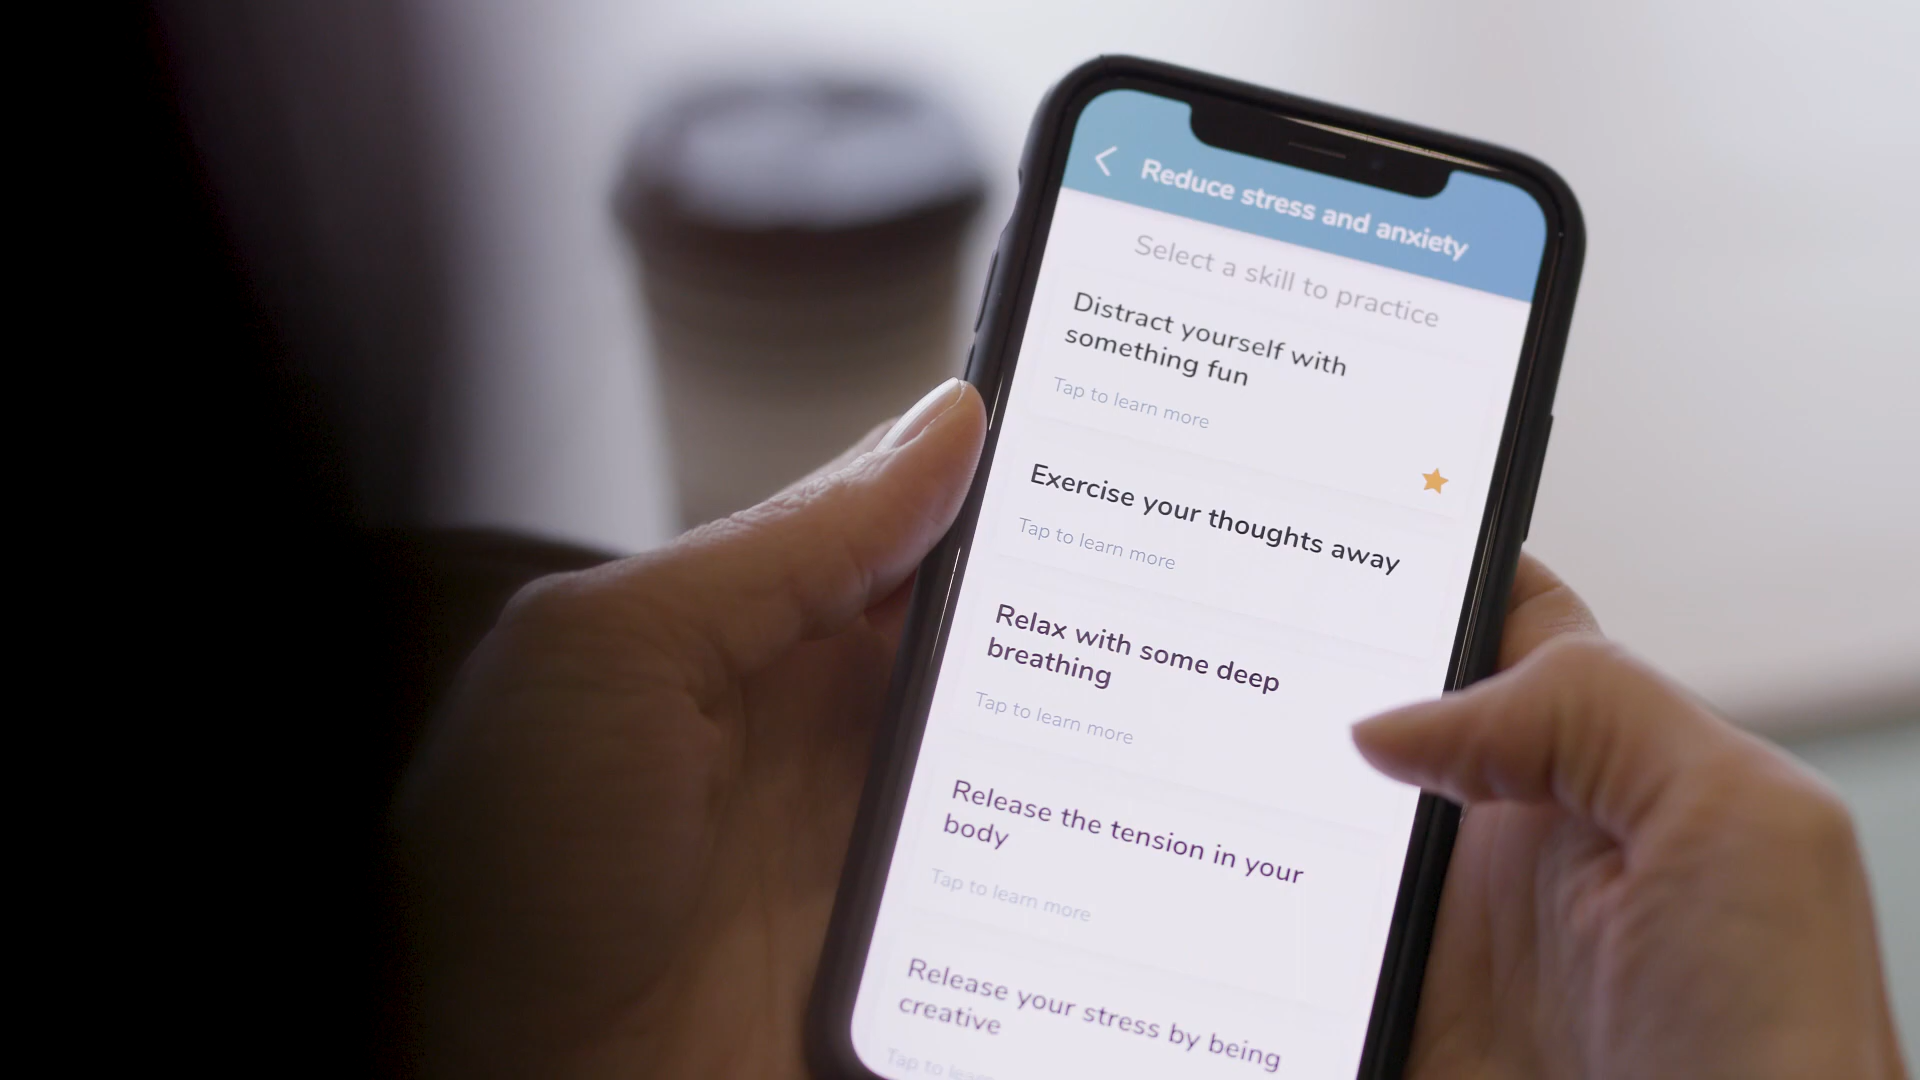 Reduce stress and anxiety
Select a skill to practice
Distract yourself with
something fun
Tap to learn more
Exercise your thoughts away
Tap to learn more
Relax with some deep
breathing
Tap to learn more
Release the tension in your
body
Tap to learn more
Release your stress by being
creative
Tap to learn